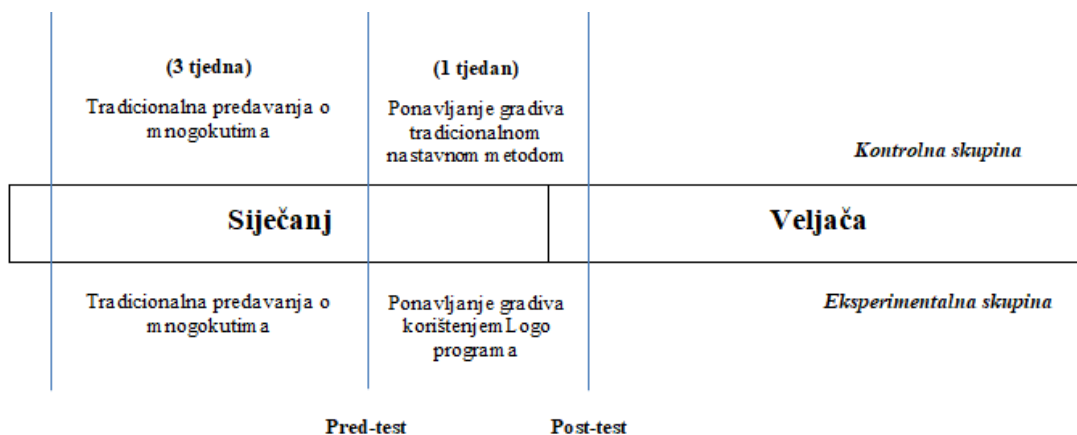 (3 tjedna)
Tradicionalna predavanja o
mnogokutima
(1 tjedan)
Ponavljanje gradiva
tradicionalnom
nastavnom metodom
Kontrolna skupina
Siječanj
Veljača
Tradicionalna predavanja o
mnogokutima
Ponavljanje gradiva
korištenjem Logo
programa
Eksperimentalna skupina
Pred-test
Post-test